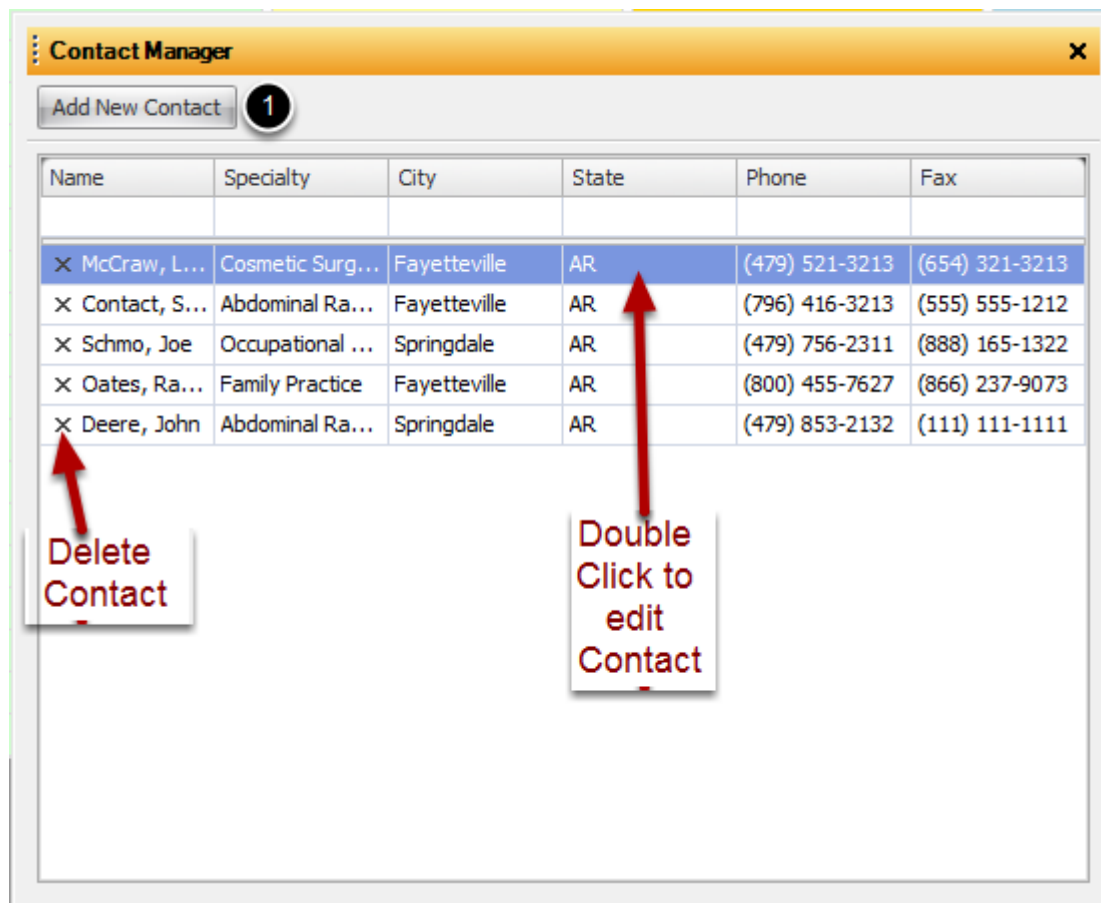 Contact Manager
Add New Contact 1
Name Specialty City State Phone Fax
McCraw, L... Cosmetic Surg... Fayetteville AR (479) 521-3213 (654) 321-3213
Contact, S... Abdominal Ra... Fayetteville AR (796) 416-3213 (555) 555-1212
Schmo, Joe Occupational ... Springdale AR (479) 756-2311 (888) 165-1322
Oates, Ra... Family Practice Fayetteville AR (800) 455-7627 (866) 237-9073
Deere, John Abdominal Ra... Springdale AR (479) 853-2132 (111) 111-1111
Delete
Contact
Double
Click to
edit
Contact